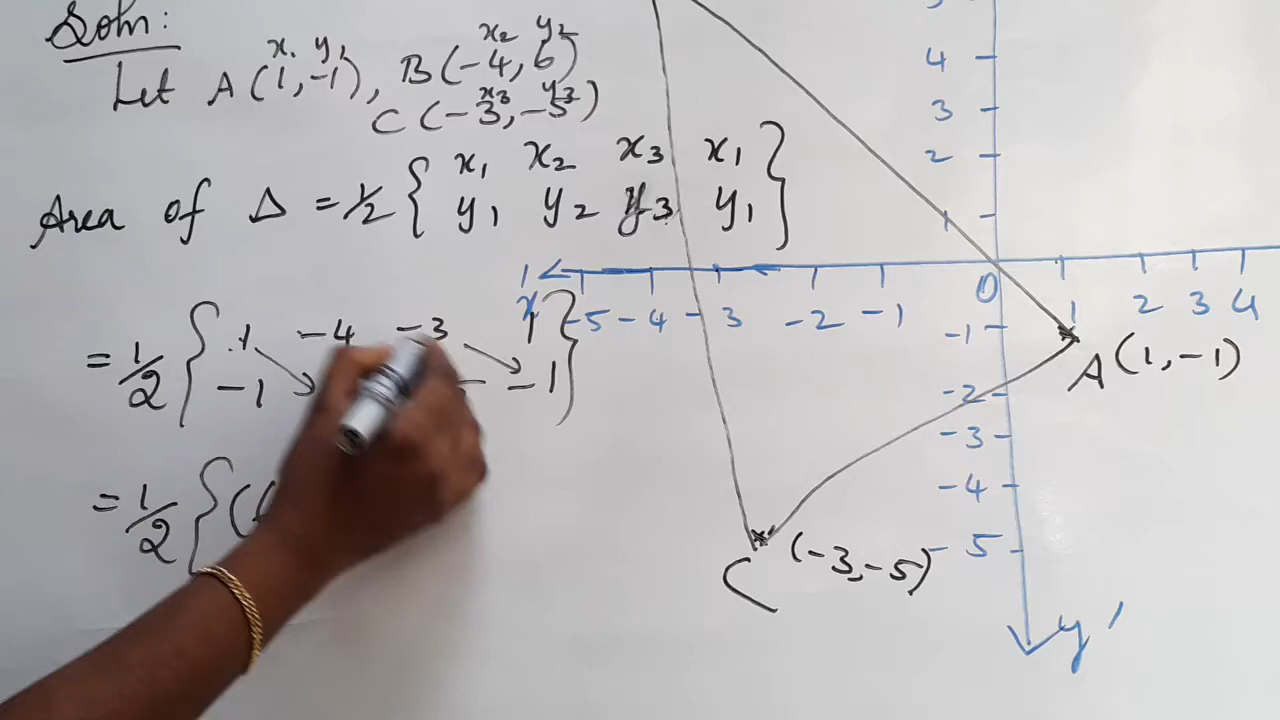 Soln:
x1 y1 x2 y2
Let A(1,-1), B(-4,6)
x3 y3
C(-3,-5)
x1 x2 x3 x1
Area of Δ = 1/2 {
y1 y2 y3 y1 }
1 -4 -3 1
= 1/2 {
-1 -1 }
= 1/2 { (
4
3
2
1
x'
-5 -4 -3 -2 -1 0 1 2 3 4
-1
A(1,-1)
-2
-3
-4
-5
C (-3,-5)
y'